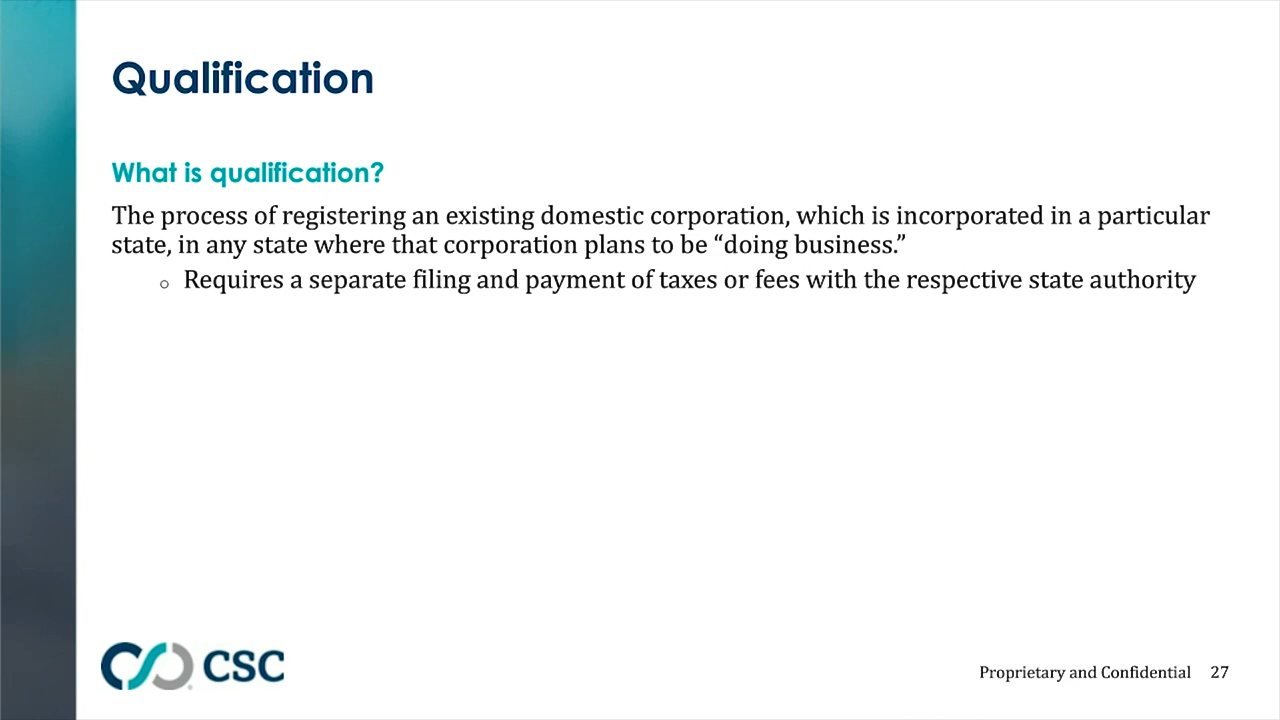 Qualification
What is qualification?
The process of registering an existing domestic corporation, which is incorporated in a particular
state, in any state where that corporation plans to be “doing business.”
○ Requires a separate filing and payment of taxes or fees with the respective state authority
CSC
Proprietary and Confidential 27